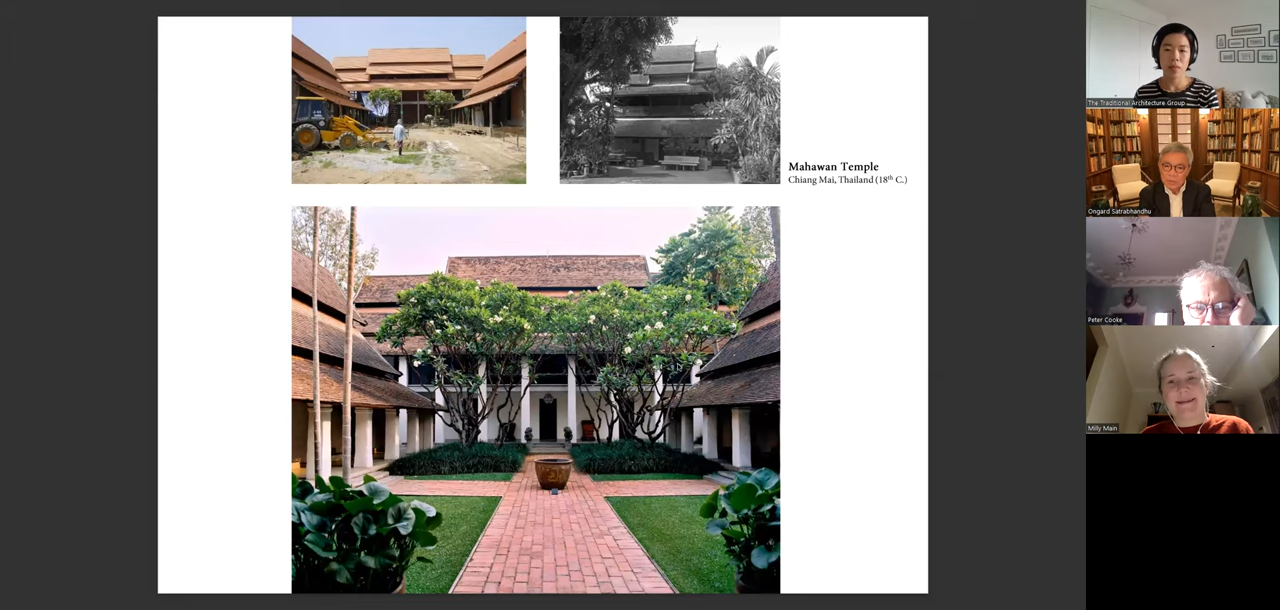 Mahawan Temple
Chiang Mai, Thailand (18th C.)
The Traditional Architecture Group
Ongard Satrabhandhu
Peter Cooke
Milly Main